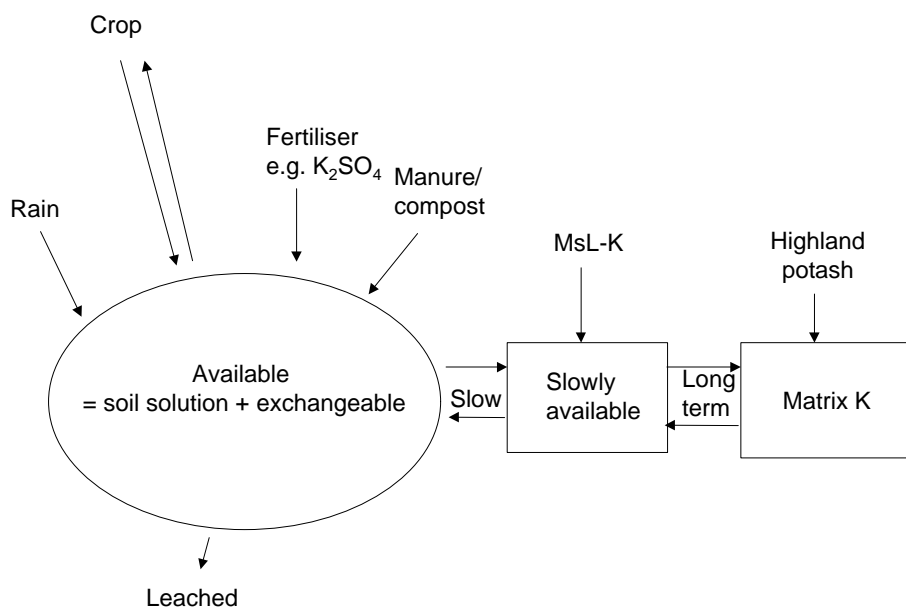 Crop
Fertiliser
e.g. K₂SO₄
Manure/
compost
Rain
MsL-K
Highland
potash
Available
= soil solution + exchangeable
Slow
Slowly
available
Long
term
Matrix K
Leached